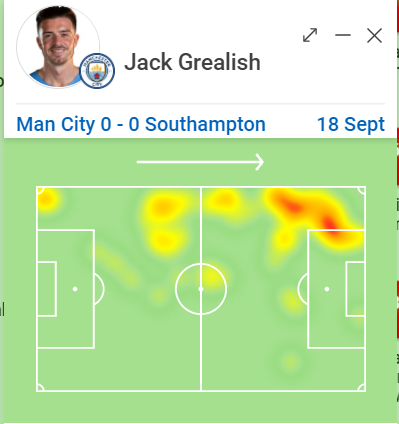 Jack Grealish
Man City 0 - 0 Southampton
18 Sept